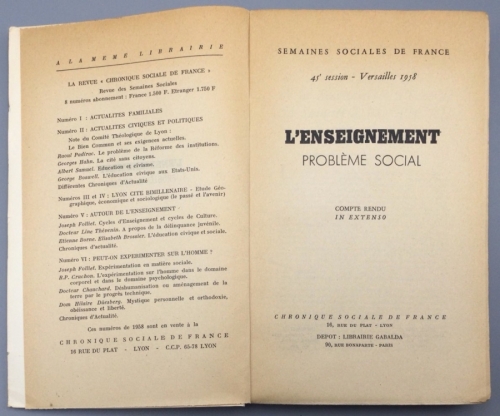 A LA MEME LIBRAIRIE
LA REVUE « CHRONIQUE SOCIALE DE FRANCE »
Revue des Semaines Sociales
6 numéros abonnement : France 1.500 F. Etranger 1.750 F
Numéro I : ACTUALITES FAMILIALES
Numéro II : ACTUALITES CIVIQUES ET POLITIQUES
Note du Comité Théologique de Lyon :
Le Bien Commun et ses exigences actuelles.
Raoul Padirac. Le problème de la Réforme des institutions.
Georges Hahn. La cité sans citoyens.
Albert Samuel. Education et civisme.
George Boswell. L'éducation civique aux Etats-Unis.
Différentes Chroniques d'Actualité
Numéros III et IV : LYON CITE BIMILLENAIRE - Etude Géo-
graphique, économique et sociologique (le passé et l'avenir)
Numéro V : AUTOUR DE L'ENSEIGNEMENT :
Joseph Folliet. Cycles d'Enseignement et cycles de Culture.
Docteur Line Thévenin. A propos de la délinquance juvénile.
Etienne Borne. Elisabeth Brossier. L'éducation civique et sociale.
Chroniques d'actualité.
Numéro VI : PEUT-ON EXPERIMENTER SUR L'HOMME ?
Joseph Folliet. Expérimentation en matière sociale.
R.P. Cruchon. L'expérimentation sur l'homme dans le domaine
corporel et dans le domaine psychologique.
Docteur Chauchard. Déshumanisation ou aménagement de la
terre par le progrès technique.
Dom Hilaire Duesberg. Mystique personnelle et orthodoxie,
obéissance et liberté.
Chroniques d'Actualité.
Ces numéros de 1958 sont en vente à la
CHRONIQUE SOCIALE DE FRANCE
16 RUE DU PLAT - LYON - C.C.P. 65-78 LYON
SEMAINES SOCIALES DE FRANCE
45e session - Versailles 1958
L'ENSEIGNEMENT
PROBLÈME SOCIAL
COMPTE RENDU
IN EXTENSO
CHRONIQUE SOCIALE DE FRANCE
16, RUE DU PLAT - LYON
DEPOT : LIBRAIRIE GABALDA
90, RUE BONAPARTE - PARIS